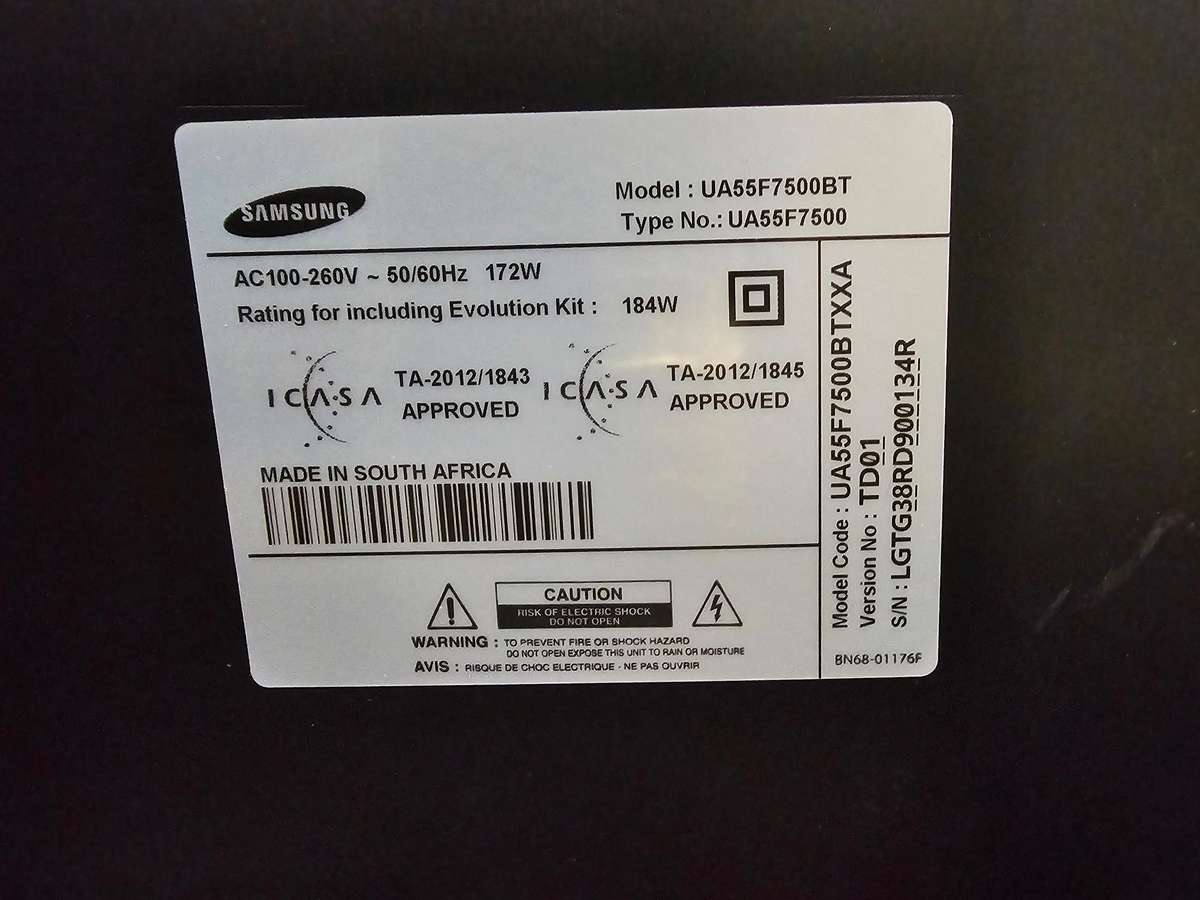 SAMSUNG
Model : UA55F7500BT
Type No.: UA55F7500
AC100-260V ~ 50/60Hz 172W
Rating for including Evolution Kit : 184W
ICASA TA-2012/1843 APPROVED
ICASA TA-2012/1845 APPROVED
MADE IN SOUTH AFRICA
CAUTION
RISK OF ELECTRIC SHOCK
DO NOT OPEN
WARNING : TO PREVENT FIRE OR SHOCK HAZARD
DO NOT OPEN EXPOSE THIS UNIT TO RAIN OR MOISTURE
AVIS : RISQUE DE CHOC ELECTRIQUE - NE PAS OUVRIR
Model Code : UA55F7500BTXXA
Version No : TD01
S/N : LGTG38RD900134R
BN68-01176F